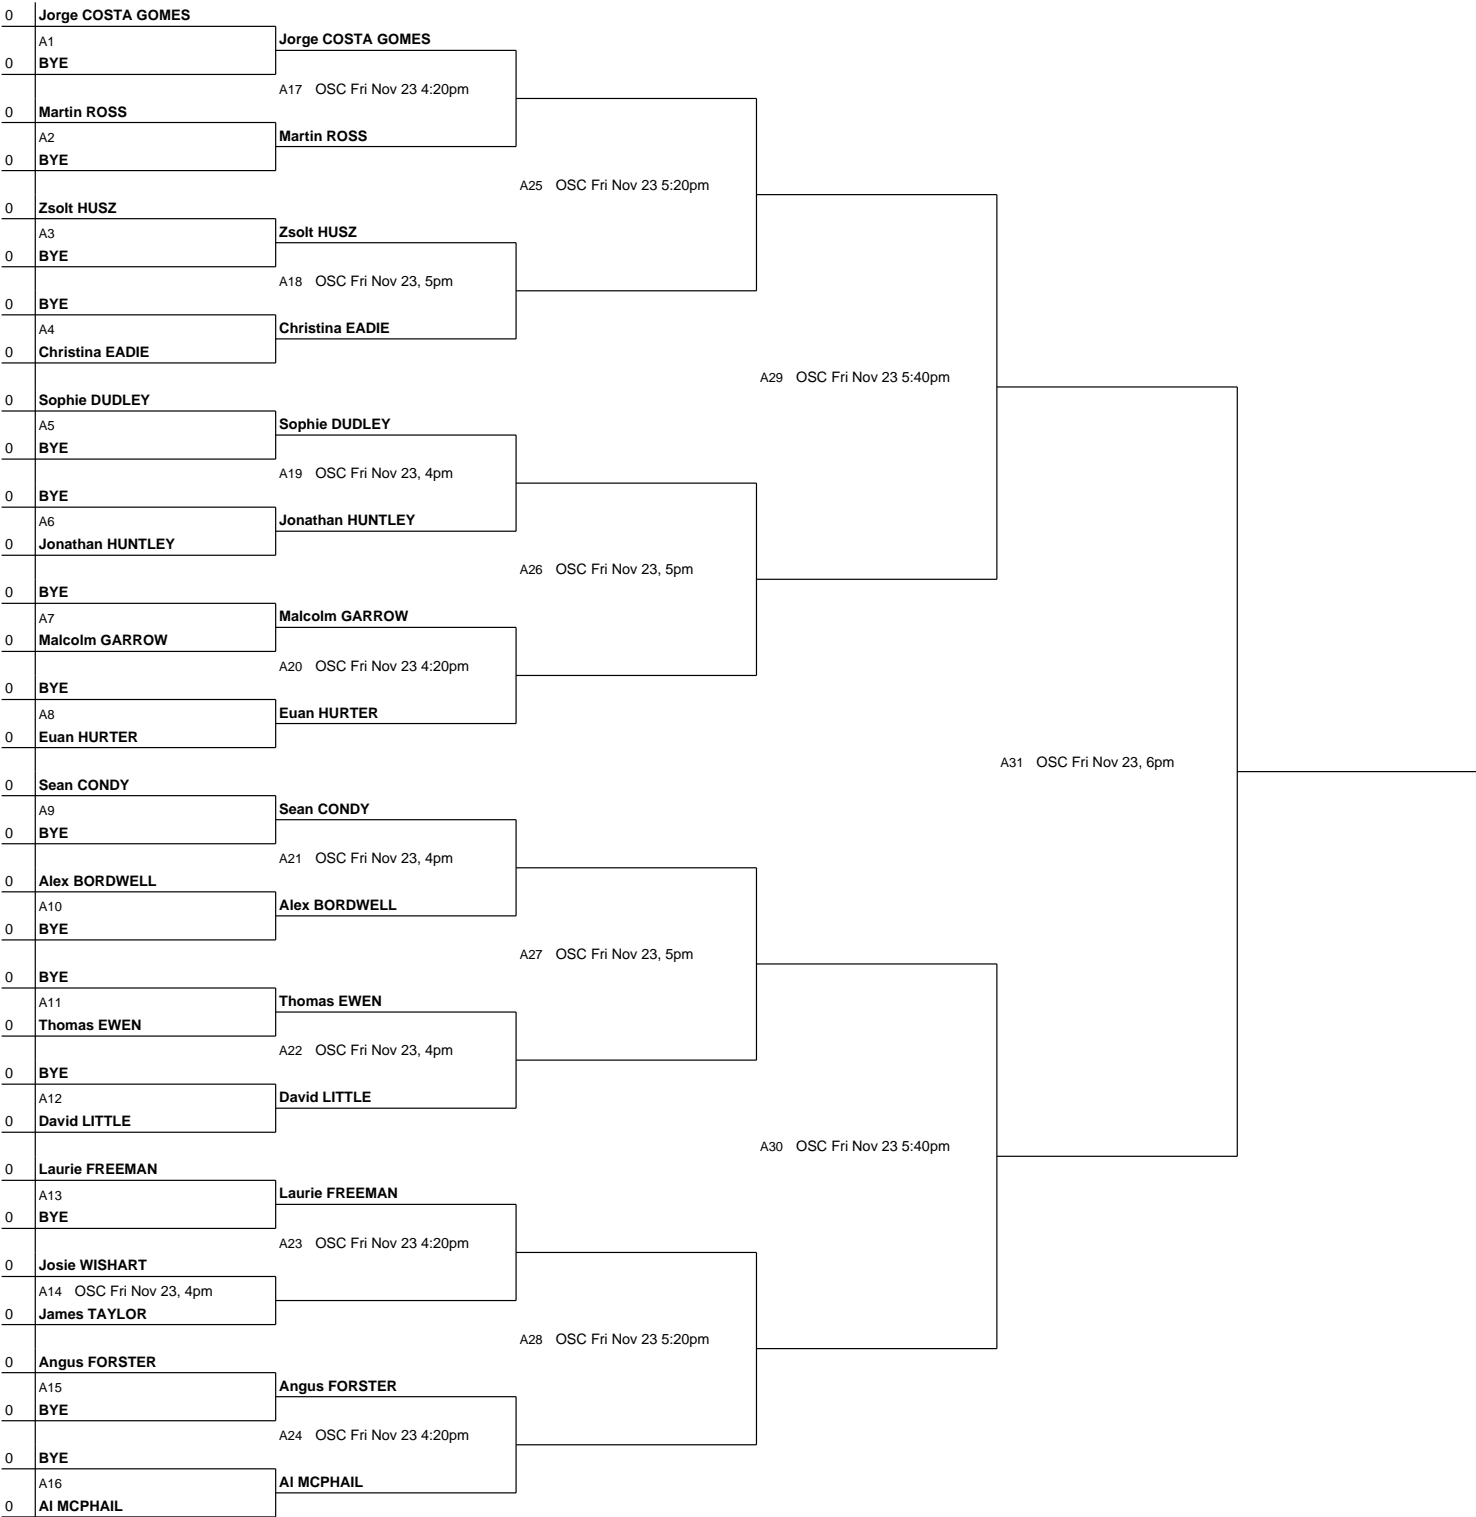 0 Jorge COSTA GOMES
A1
Jorge COSTA GOMES
0 BYE
A17 OSC Fri Nov 23 4:20pm
0 Martin ROSS
A2
Martin ROSS
0 BYE
A25 OSC Fri Nov 23 5:20pm
0 Zsolt HUSZ
A3
Zsolt HUSZ
0 BYE
A18 OSC Fri Nov 23, 5pm
0 BYE
A4
Christina EADIE
0 Christina EADIE
A29 OSC Fri Nov 23 5:40pm
0 Sophie DUDLEY
A5
Sophie DUDLEY
0 BYE
A19 OSC Fri Nov 23, 4pm
0 BYE
A6
Jonathan HUNTLEY
0 Jonathan HUNTLEY
A26 OSC Fri Nov 23, 5pm
0 BYE
A7
Malcolm GARROW
0 Malcolm GARROW
A20 OSC Fri Nov 23 4:20pm
0 BYE
A8
Euan HURTER
0 Euan HURTER
A31 OSC Fri Nov 23, 6pm
0 Sean CONDY
A9
Sean CONDY
0 BYE
A21 OSC Fri Nov 23, 4pm
0 Alex BORDWELL
A10
Alex BORDWELL
0 BYE
A27 OSC Fri Nov 23, 5pm
0 BYE
A11
Thomas EWEN
0 Thomas EWEN
A22 OSC Fri Nov 23, 4pm
0 BYE
A12
David LITTLE
0 David LITTLE
A30 OSC Fri Nov 23 5:40pm
0 Laurie FREEMAN
A13
Laurie FREEMAN
0 BYE
A23 OSC Fri Nov 23 4:20pm
0 Josie WISHART
A14 OSC Fri Nov 23, 4pm
0 James TAYLOR
A28 OSC Fri Nov 23 5:20pm
0 Angus FORSTER
A15
Angus FORSTER
0 BYE
A24 OSC Fri Nov 23 4:20pm
0 BYE
A16
Al MCPHAIL
0 Al MCPHAIL